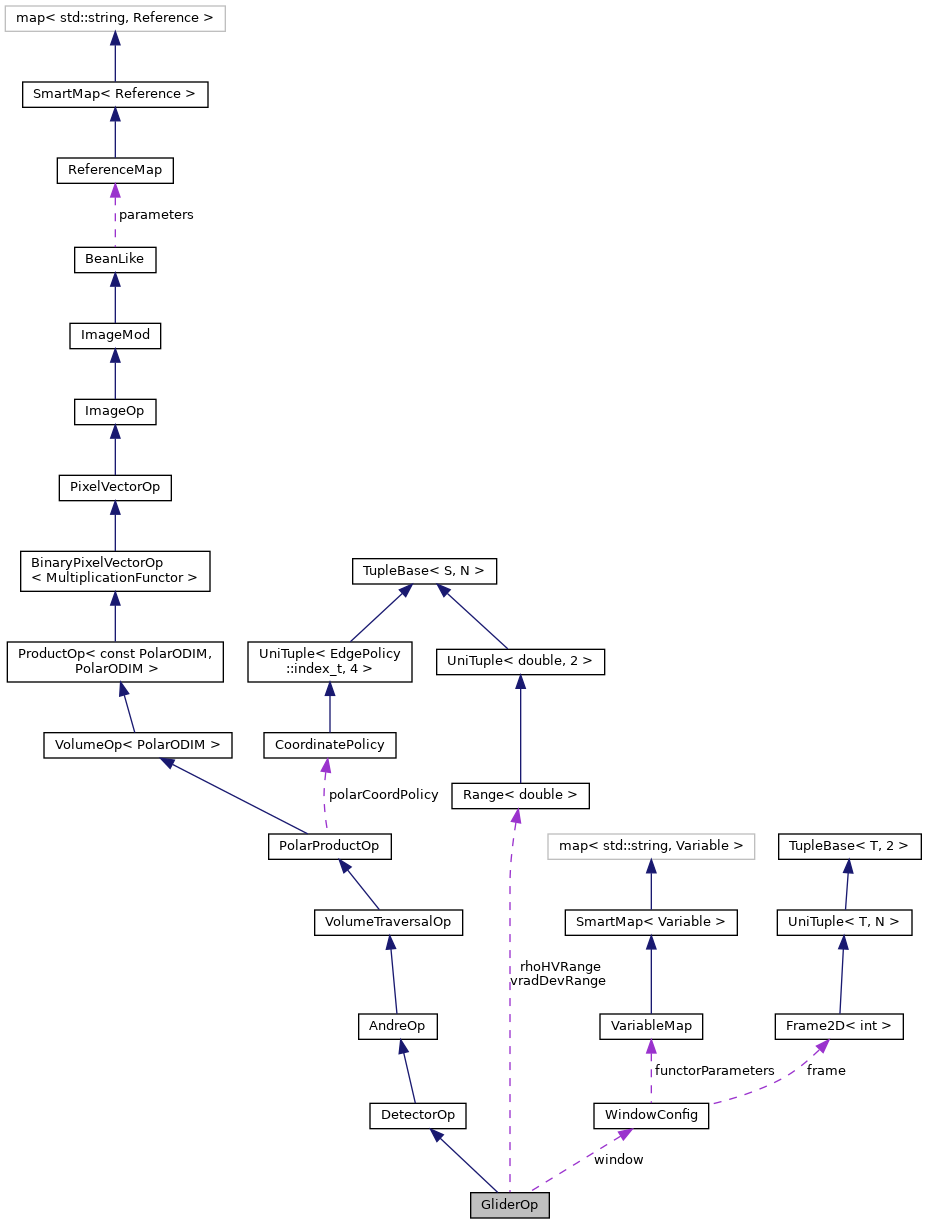 map< std::string, Reference >
SmartMap< Reference >
ReferenceMap
parameters
BeanLike
ImageMod
ImageOp
PixelVectorOp
BinaryPixelVectorOp
< MultiplicationFunctor >
TupleBase< S, N >
ProductOp< const PolarODIM,
PolarODIM >
UniTuple< EdgePolicy
::index_t, 4 >
UniTuple< double, 2 >
VolumeOp< PolarODIM >
CoordinatePolicy
polarCoordPolicy
Range< double >
PolarProductOp
map< std::string, Variable >
TupleBase< T, 2 >
VolumeTraversalOp
SmartMap< Variable >
UniTuple< T, N >
rhoHVRange
vradDevRange
AndreOp
VariableMap
Frame2D< int >
functorParameters
frame
DetectorOp
WindowConfig
window
GliderOp